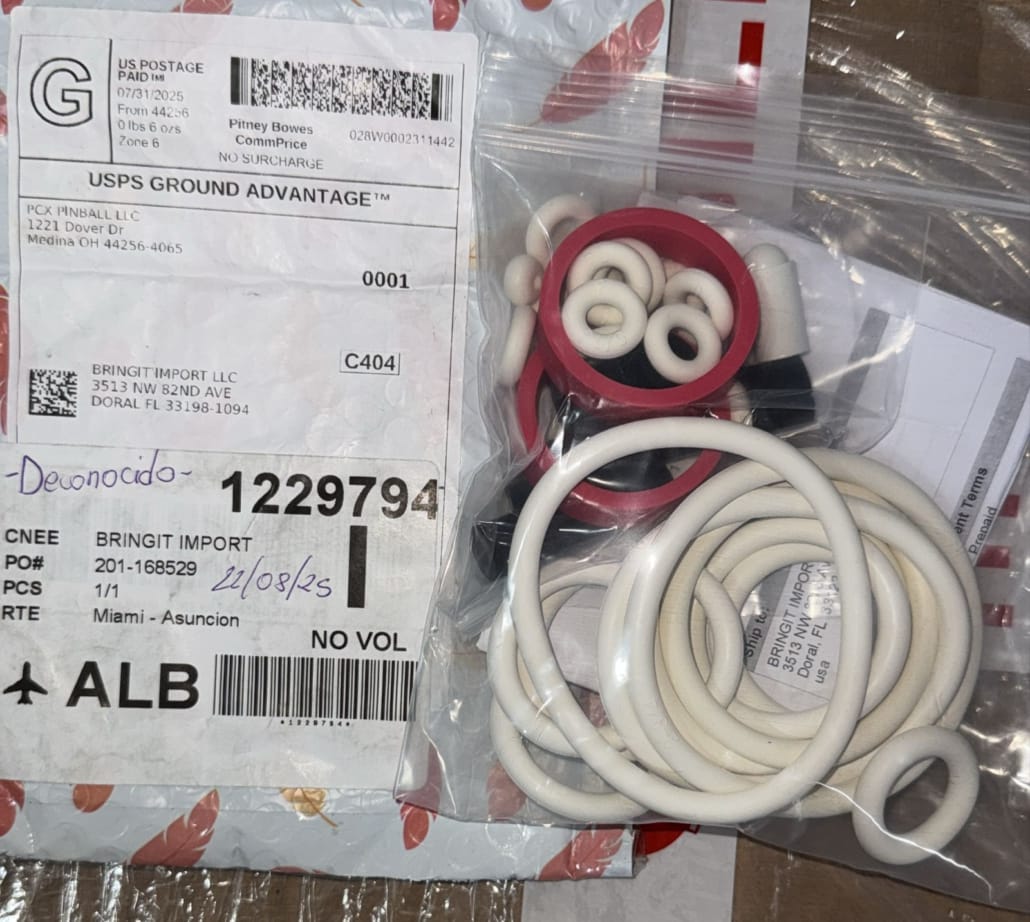 G
US POSTAGE
PAID IMI
07/31/2025
From 44256
0 lbs 6 ozs
Zone 6
Pitney Bowes
CommPrice
028W0002311442
NO SURCHARGE
USPS GROUND ADVANTAGE™
PCX PINBALL LLC
1221 Dover Dr
Medina OH 44256-4065
0001
C404
BRINGIT IMPORT LLC
3513 NW 82ND AVE
DORAL FL 33198-1094
-Deconocido-
1229794
CNEE BRINGIT IMPORT
PO# 201-168529
22/08/25
PCS 1/1
RTE Miami - Asuncion
I
NO VOL
ALB
*1229794*
ent Terms
Prepaid
Ship to:
BRINGIT IMPOR
3513 NW
Doral, FL
usa